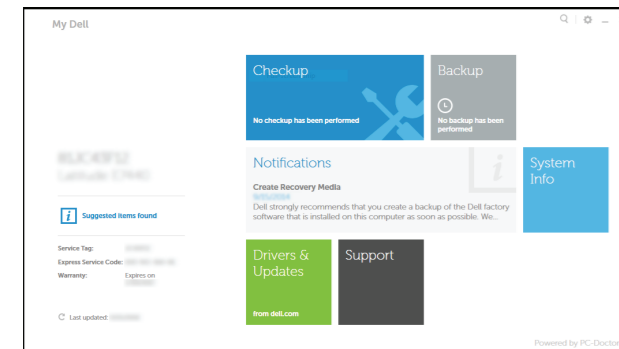 My Dell
Checkup
No checkup has been performed
Backup
No backup has been
performed
Notifications
Create Recovery Media
Dell strongly recommends that you create a backup of the Dell factory
software that is installed on this computer as soon as possible. We...
System
Info
Suggested items found
Service Tag:
Express Service Code:
Warranty: Expires on
Last updated:
Drivers &
Updates
from dell.com
Support
Powered by PC-Doctor